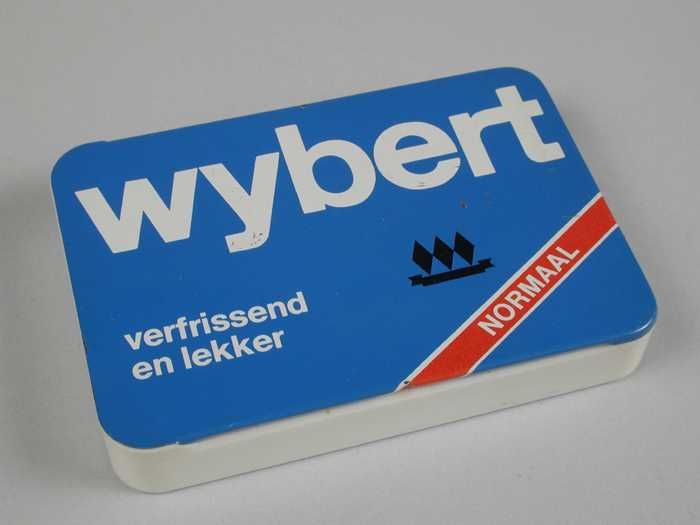 wybert
verfrissend
en lekker
NORMAAL